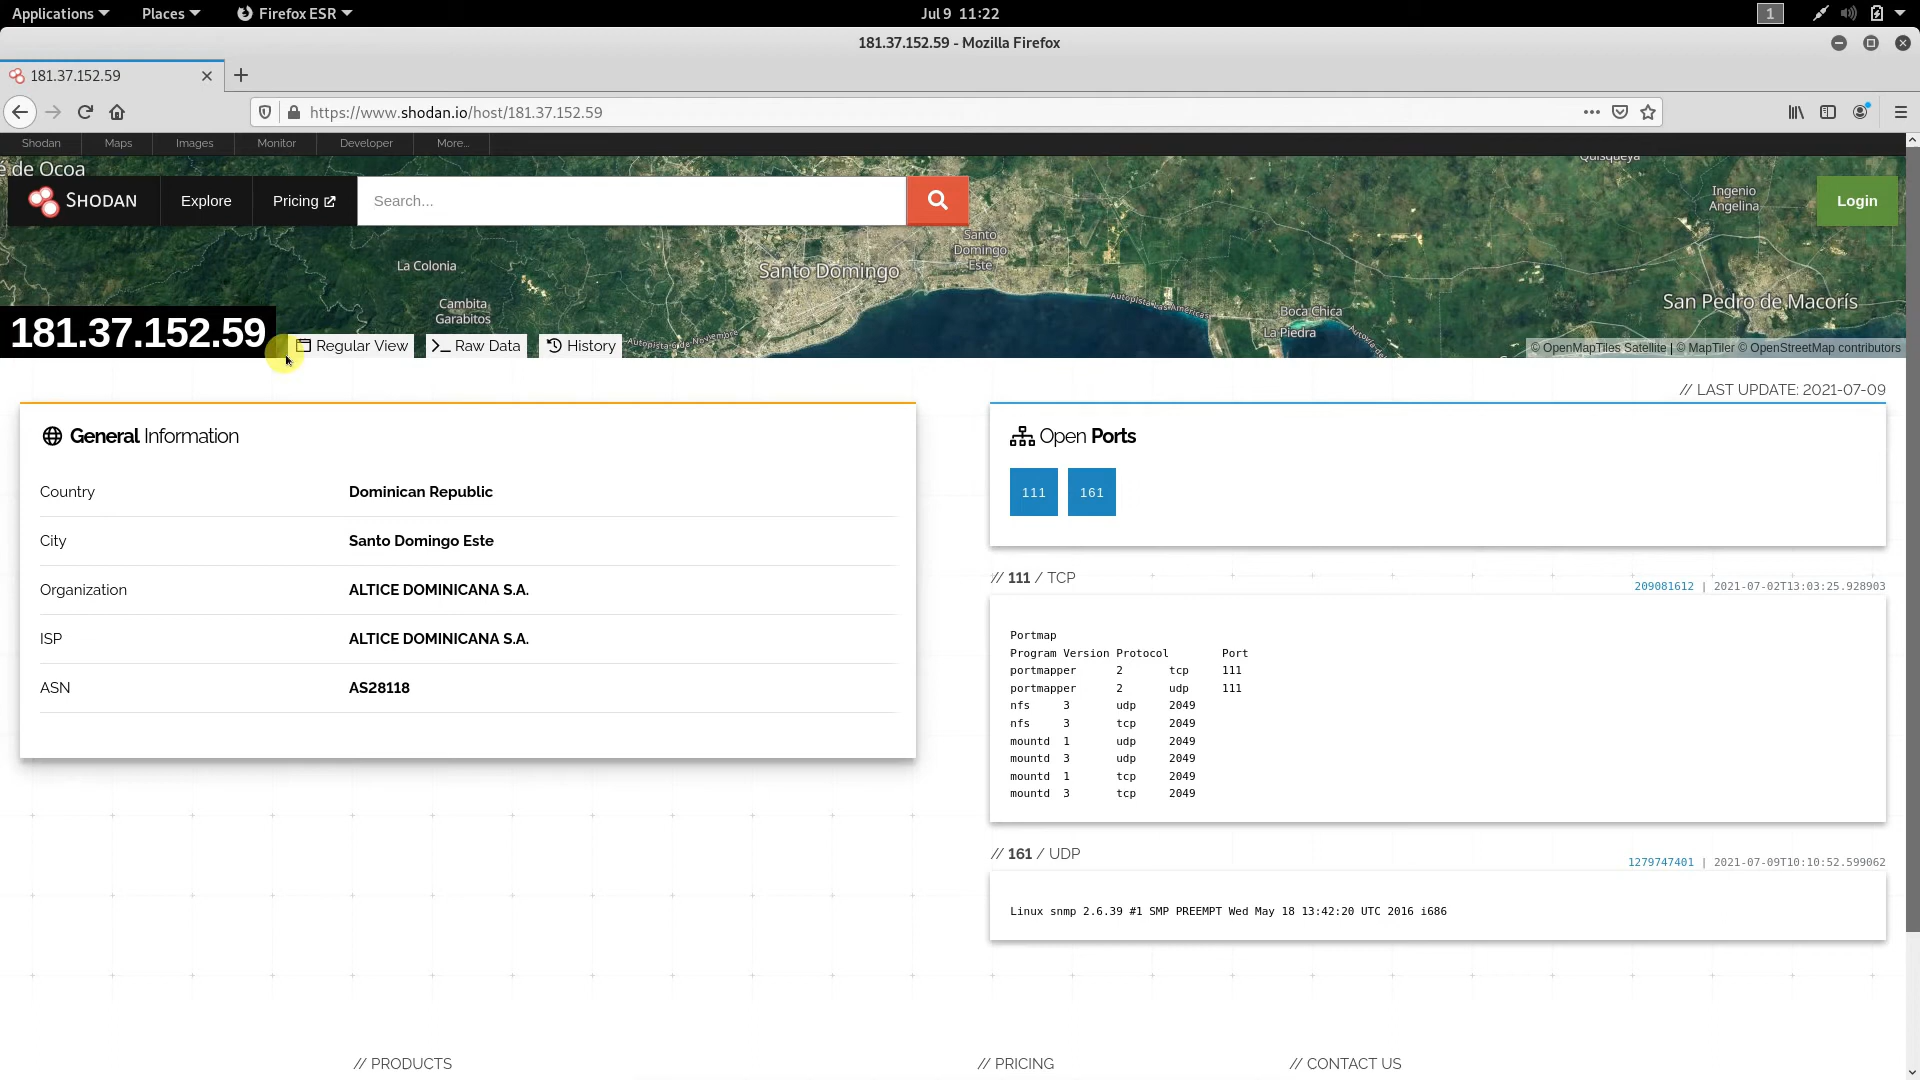 Applications Places Firefox ESR Jul 9 11:22 1
181.37.152.59 - Mozilla Firefox
181.37.152.59
https://www.shodan.io/host/181.37.152.59
Shodan Maps Images Monitor Developer More...
é de Ocoa
Quisqueya
SHODAN Explore Pricing Search... Login
Ingenio
Angelina
Santo
Domingo
Este
La Colonia
Santo Domingo
Cambita
Garabitos
Autopista Las Américas
Boca Chica
San Pedro de Macorís
La Piedra
Autopista 6 de Noviembre
181.37.152.59 Regular View >_ Raw Data History
© OpenMapTiles Satellite | © MapTiler © OpenStreetMap contributors
// LAST UPDATE: 2021-07-09
General Information
Country Dominican Republic
City Santo Domingo Este
Organization ALTICE DOMINICANA S.A.
ISP ALTICE DOMINICANA S.A.
ASN AS28118
Open Ports
111 161
// 111 / TCP
209081612 | 2021-07-02T13:03:25.928903
Portmap
Program Version Protocol Port
portmapper 2 tcp 111
portmapper 2 udp 111
nfs 3 udp 2049
nfs 3 tcp 2049
mountd 1 udp 2049
mountd 3 udp 2049
mountd 1 tcp 2049
mountd 3 tcp 2049
// 161 / UDP
1279747401 | 2021-07-09T10:10:52.599062
Linux snmp 2.6.39 #1 SMP PREEMPT Wed May 18 13:42:20 UTC 2016 i686
// PRODUCTS // PRICING // CONTACT US